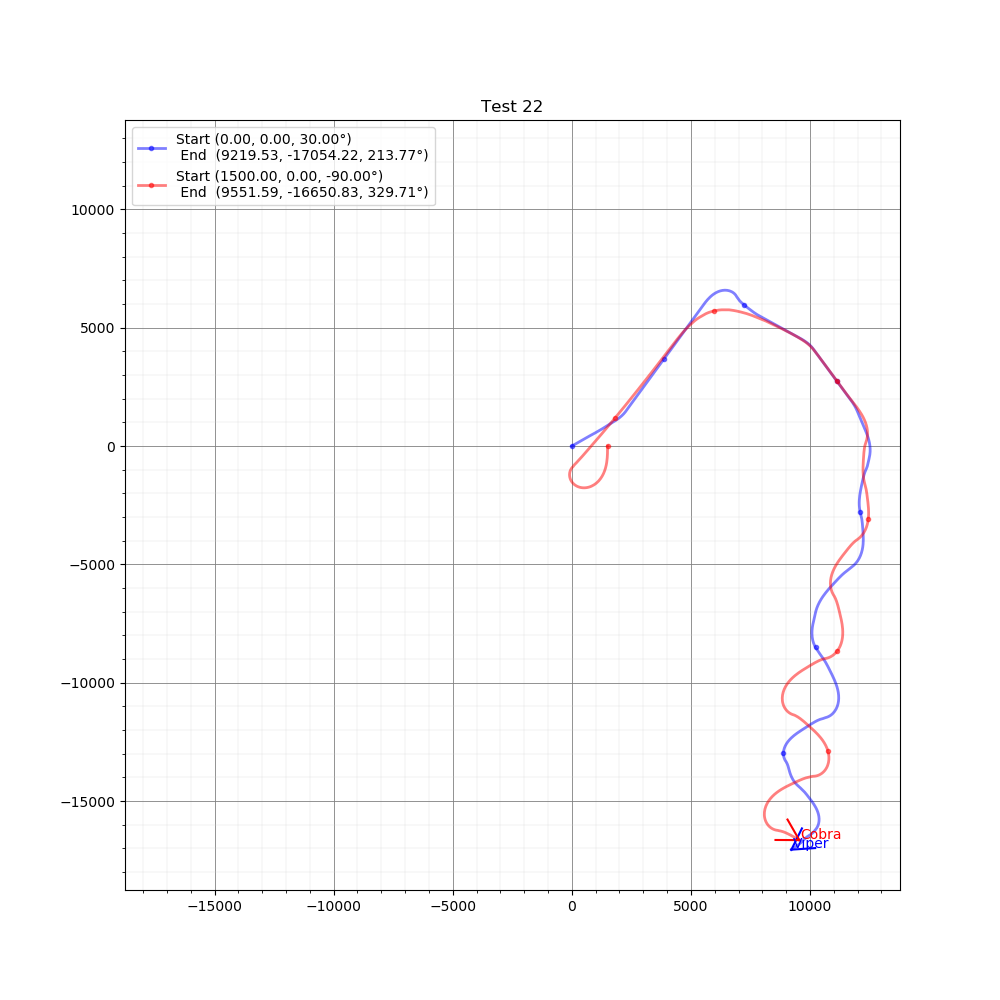 Test 22
Start (0.00, 0.00, 30.00°)
End  (9219.53, -17054.22, 213.77°)
Start (1500.00, 0.00, -90.00°)
End  (9551.59, -16650.83, 329.71°)
10000
5000
0
−5000
−10000
−15000
Cobra
Viper
−15000
−10000
−5000
0
5000
10000